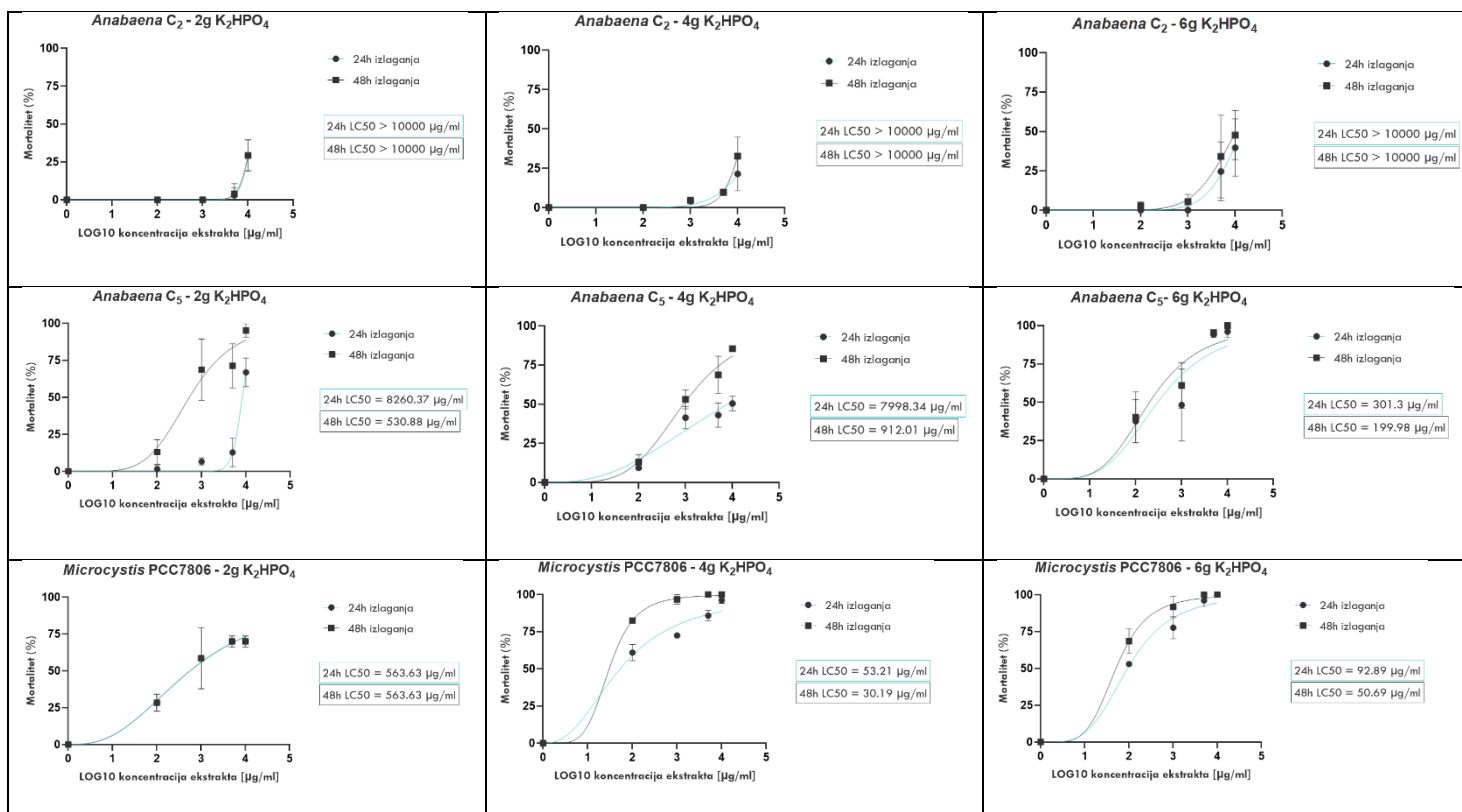 Anabaena C₂ - 2g K₂HPO₄
100
75
50
25
0
Mortalitet (%)
0 1 2 3 4 5
LOG10 koncentracija ekstrakta [µg/ml]
24h izlaganja
48h izlaganja
24h LC50 > 10000 µg/ml
48h LC50 > 10000 µg/ml
Anabaena C₂ - 4g K₂HPO₄
100
75
50
25
0
Mortalitet (%)
0 1 2 3 4 5
LOG10 koncentracija ekstrakta [µg/ml]
24h izlaganja
48h izlaganja
24h LC50 > 10000 µg/ml
48h LC50 > 10000 µg/ml
Anabaena C₂ - 6g K₂HPO₄
100
75
50
25
0
Mortalitet (%)
0 1 2 3 4 5
LOG10 koncentracija ekstrakta [µg/ml]
24h izlaganja
48h izlaganja
24h LC50 > 10000 µg/ml
48h LC50 > 10000 µg/ml
Anabaena C₅ - 2g K₂HPO₄
100
75
50
25
0
Mortalitet (%)
0 1 2 3 4 5
LOG10 koncentracija ekstrakta [µg/ml]
24h izlaganja
48h izlaganja
24h LC50 = 8260.37 µg/ml
48h LC50 = 530.88 µg/ml
Anabaena C₅ - 4g K₂HPO₄
100
75
50
25
0
Mortalitet (%)
0 1 2 3 4 5
LOG10 koncentracija ekstrakta [µg/ml]
24h izlaganja
48h izlaganja
24h LC50 = 7998.34 µg/ml
48h LC50 = 912.01 µg/ml
Anabaena C₅- 6g K₂HPO₄
100
75
50
25
0
Mortalitet (%)
0 1 2 3 4 5
LOG10 koncentracija ekstrakta [µg/ml]
24h izlaganja
48h izlaganja
24h LC50 = 301.3 µg/ml
48h LC50 = 199.98 µg/ml
Microcystis PCC7806 - 2g K₂HPO₄
100
75
50
25
0
Mortalitet (%)
0 1 2 3 4 5
LOG10 koncentracija ekstrakta [µg/ml]
24h izlaganja
48h izlaganja
24h LC50 = 563.63 µg/ml
48h LC50 = 563.63 µg/ml
Microcystis PCC7806 - 4g K₂HPO₄
100
75
50
25
0
Mortalitet (%)
0 1 2 3 4 5
LOG10 koncentracija ekstrakta [µg/ml]
24h izlaganja
48h izlaganja
24h LC50 = 53.21 µg/ml
48h LC50 = 30.19 µg/ml
Microcystis PCC7806 - 6g K₂HPO₄
100
75
50
25
0
Mortalitet (%)
0 1 2 3 4 5
LOG10 koncentracija ekstrakta [µg/ml]
24h izlaganja
48h izlaganja
24h LC50 = 92.89 µg/ml
48h LC50 = 50.69 µg/ml